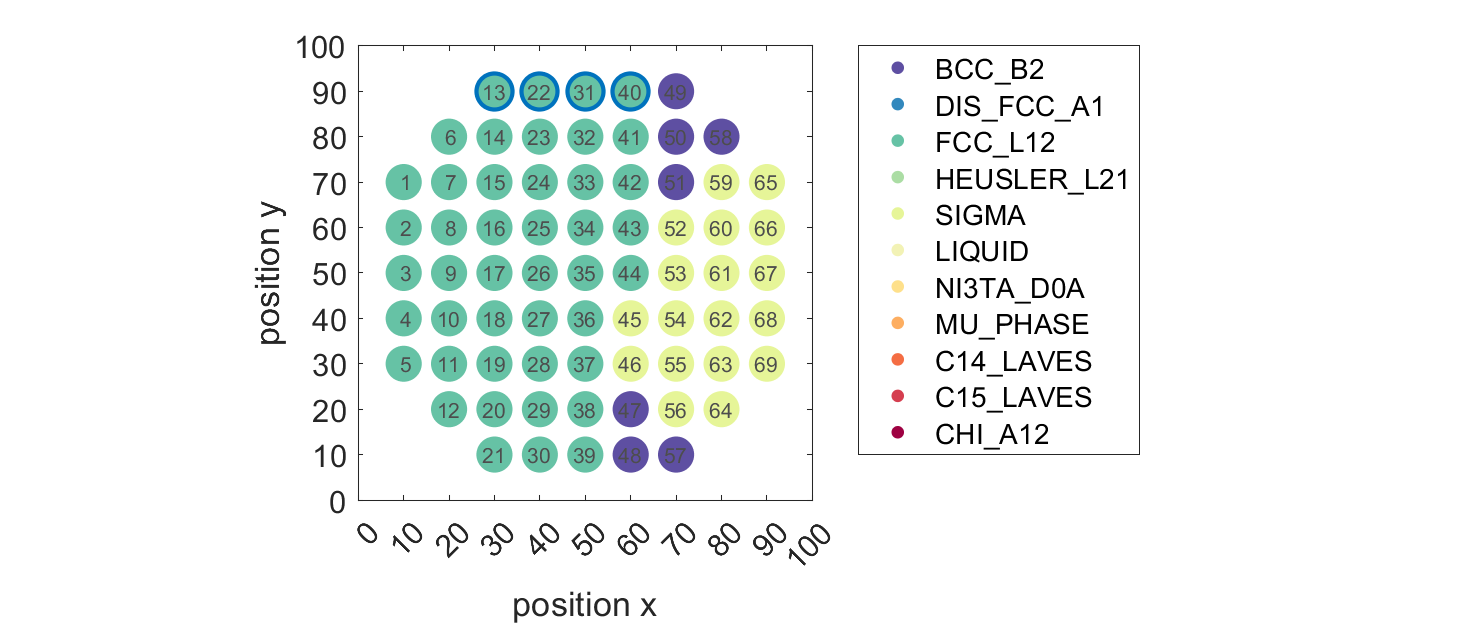 100
90
80
70
60
50
40
30
20
10
0
position y
13 22 31 40 49
6 14 23 32 41 50 58
1 7 15 24 33 42 51 59 65
2 8 16 25 34 43 52 60 66
3 9 17 26 35 44 53 61 67
4 10 18 27 36 45 54 62 68
5 11 19 28 37 46 55 63 69
12 20 29 38 47 56 64
21 30 39 48 57
0 10 20 30 40 50 60 70 80 90 100
position x
BCC_B2
DIS_FCC_A1
FCC_L12
HEUSLER_L21
SIGMA
LIQUID
NI3TA_D0A
MU_PHASE
C14_LAVES
C15_LAVES
CHI_A12